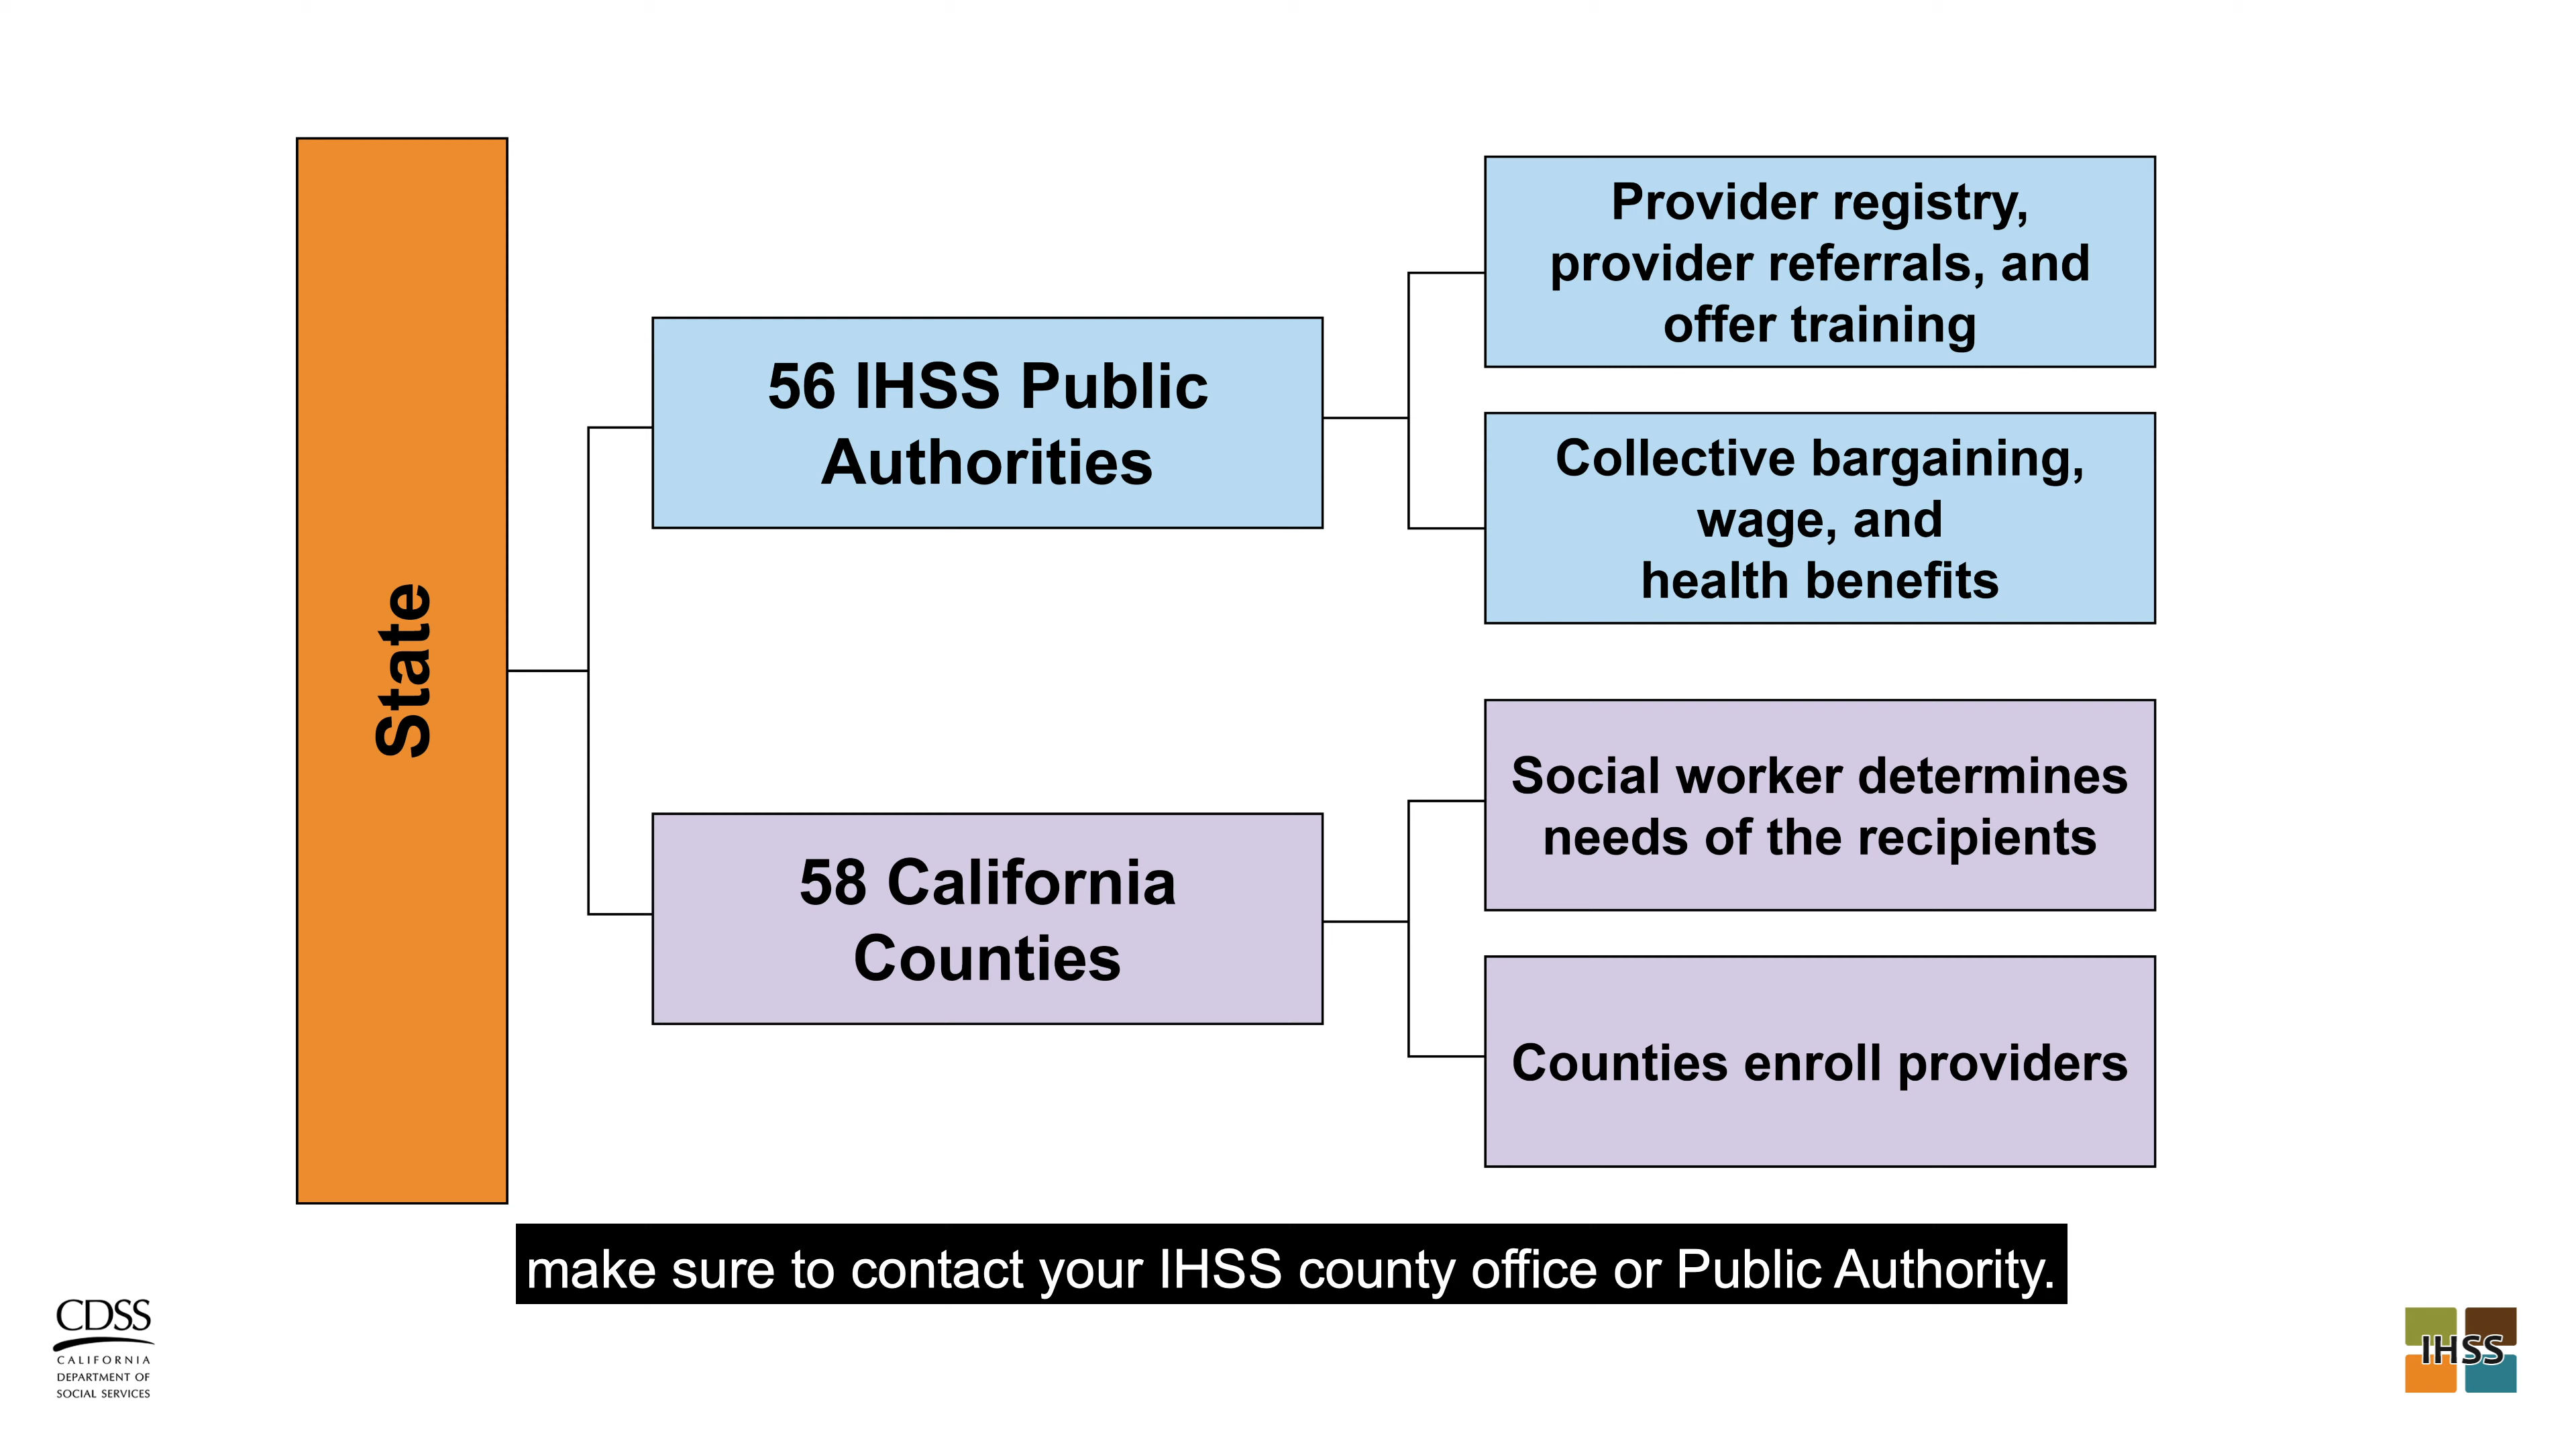 State
56 IHSS Public
Authorities
Provider registry,
provider referrals, and
offer training
Collective bargaining,
wage, and
health benefits
58 California
Counties
Social worker determines
needs of the recipients
Counties enroll providers
make sure to contact your IHSS county office or Public Authority.
CDSS
CALIFORNIA
DEPARTMENT OF
SOCIAL SERVICES
IHSS